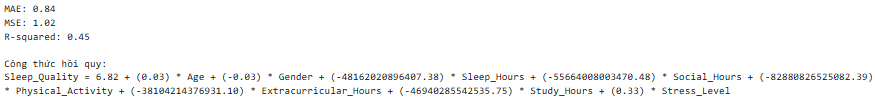 MAE: 0.84
MSE: 1.02
R-squared: 0.45
Công thức hồi quy:
Sleep_Quality = 6.82 + (0.03) * Age + (-0.03) * Gender + (-48162020896407.38) * Sleep_Hours + (-55664008003470.48) * Social_Hours + (-82880826525082.39)
* Physical_Activity + (-38104214376931.10) * Extracurricular_Hours + (-46940285542535.75) * Study_Hours + (0.33) * Stress_Level